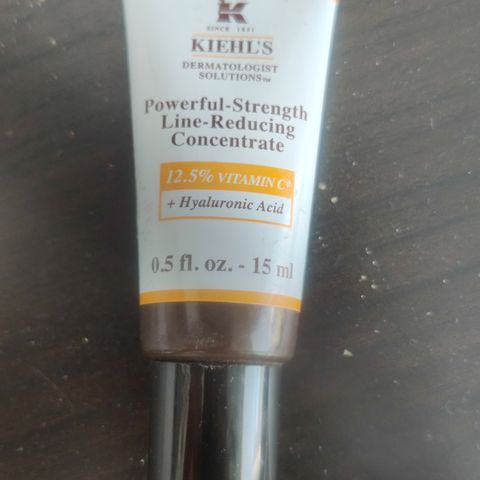 K
SINCE 1851
KIEHL'S
DERMATOLOGIST
SOLUTIONS™
Powerful-Strength
Line-Reducing
Concentrate
12.5% VITAMIN C*
+ Hyaluronic Acid
0.5 fl. oz. - 15 ml